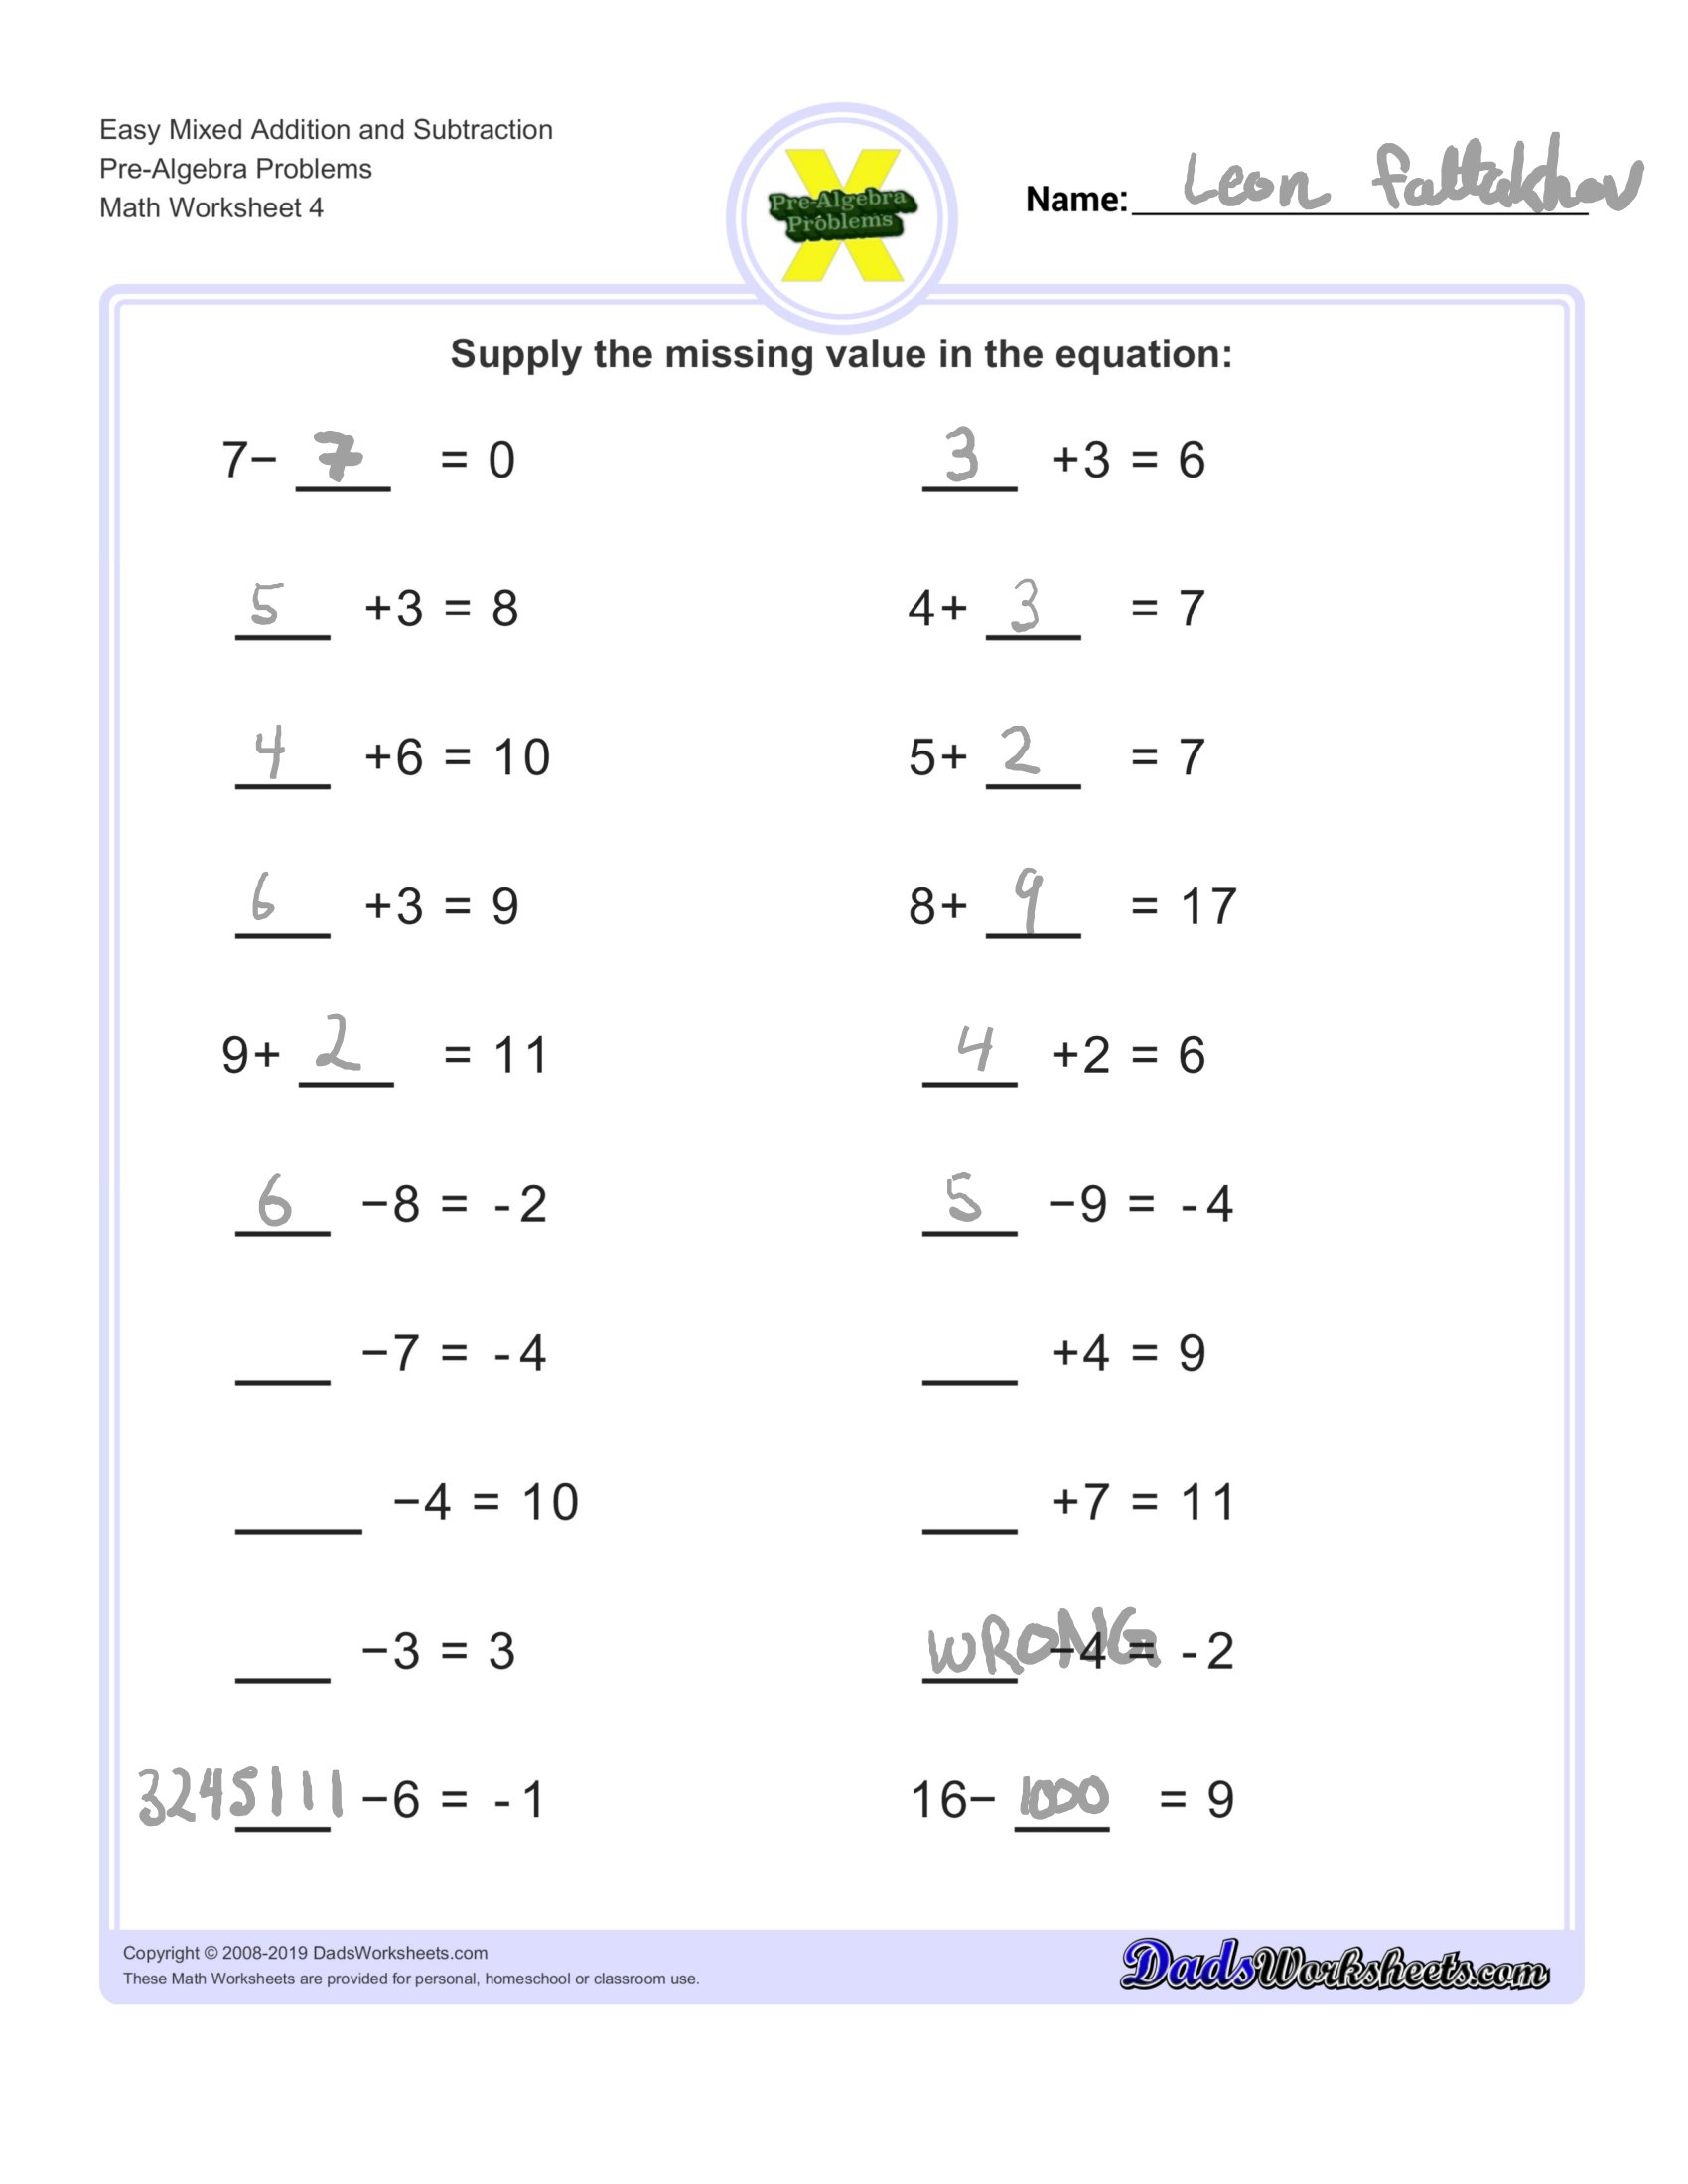 Easy Mixed Addition and Subtraction
Pre-Algebra Problems
Math Worksheet 4
Pre-Algebra
Problems
Name: Leon Fattakhov
Supply the missing value in the equation:
7− 7 = 0
3 +3 = 6
5 +3 = 8
4+ 3 = 7
4 +6 = 10
5+ 2 = 7
6 +3 = 9
8+ 9 = 17
9+ 2 = 11
4 +2 = 6
6 −8 = -2
5 −9 = -4
___ −7 = -4
___ +4 = 9
____ −4 = 10
___ +7 = 11
___ −3 = 3
WRONG −4 = -2
3245111 −6 = -1
16− 1000 = 9
Copyright © 2008-2019 DadsWorksheets.com
These Math Worksheets are provided for personal, homeschool or classroom use.
DadsWorksheets.com